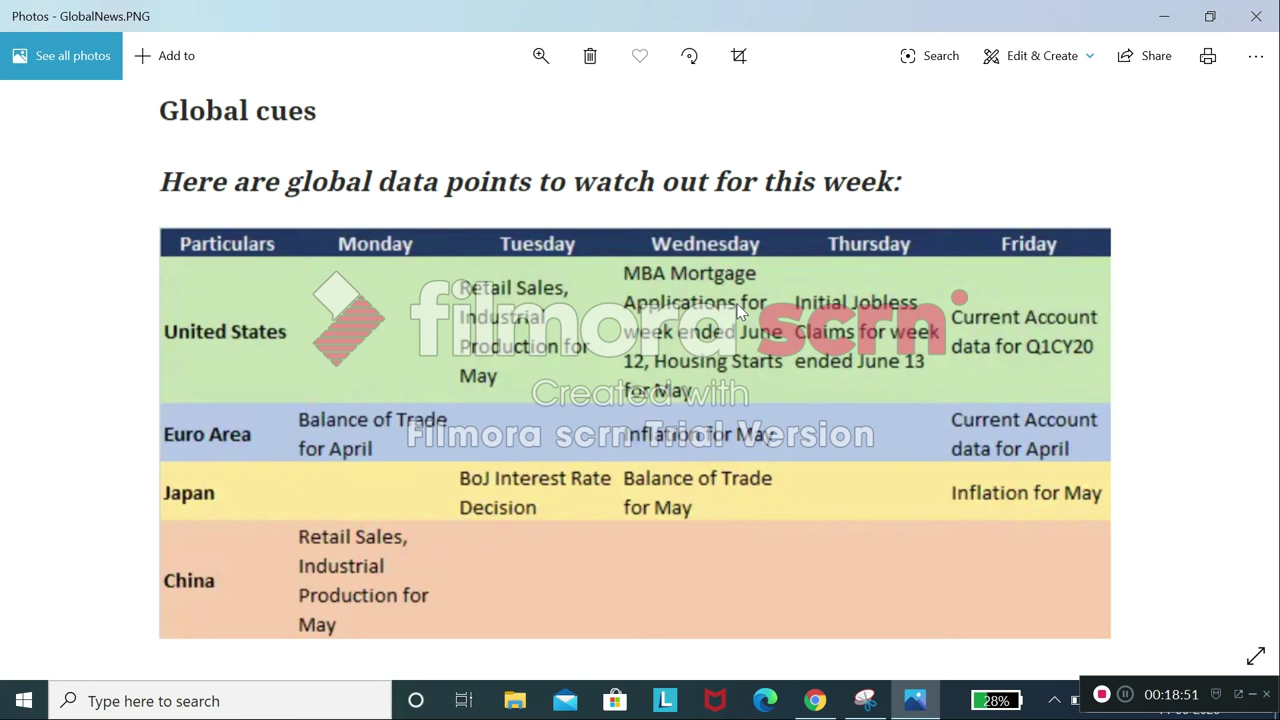 Photos - GlobalNews.PNG
See all photos
Add to
Search
Edit & Create
Share
Global cues
Here are global data points to watch out for this week:
Particulars Monday Tuesday Wednesday Thursday Friday
United States
Retail Sales,
Industrial
Production for
May
MBA Mortgage
Applications for
week ended June
12, Housing Starts
for May
Initial Jobless
Claims for week
ended June 13
Current Account
data for Q1CY20
Euro Area
Balance of Trade
for April
Inflation for May
Current Account
data for April
Japan
BoJ Interest Rate
Decision
Balance of Trade
for May
Inflation for May
China
Retail Sales,
Industrial
Production for
May
filmora scrn
Created with
Filmora scrn Trial Version
Type here to search
28%
00:18:51